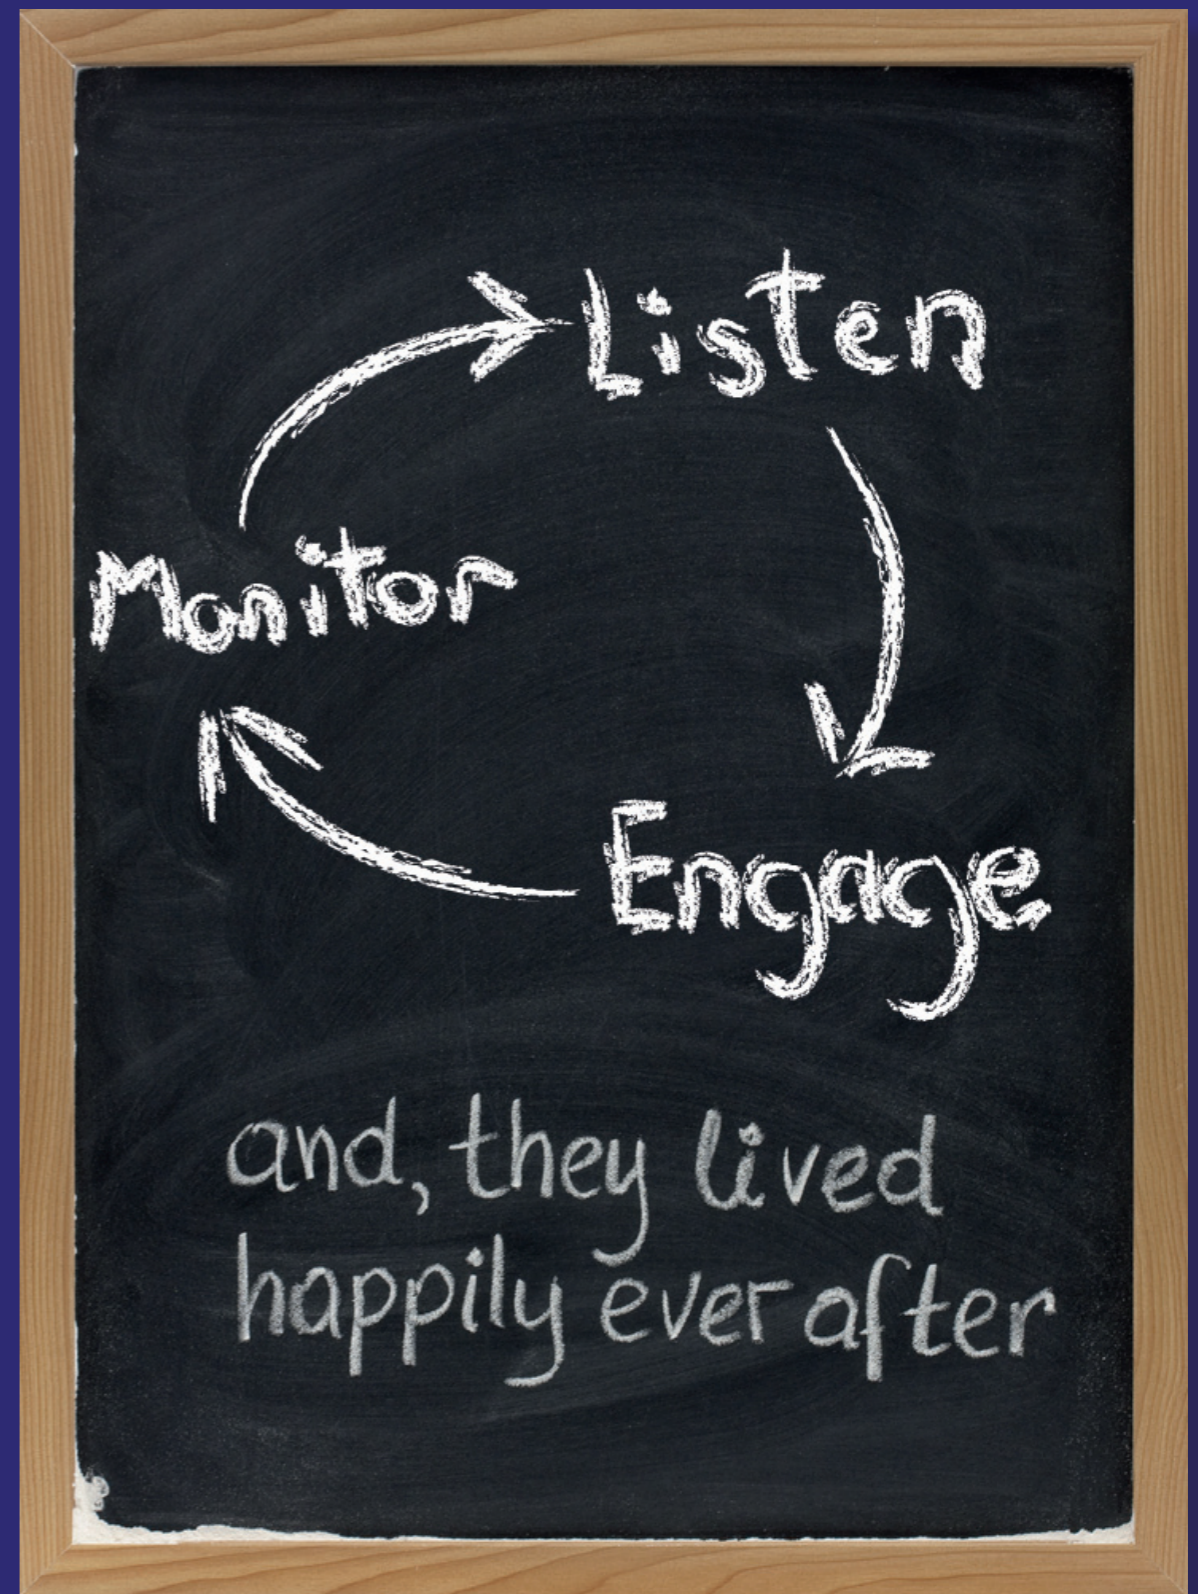 Listen
Monitor
Engage
and, they lived
happily ever after